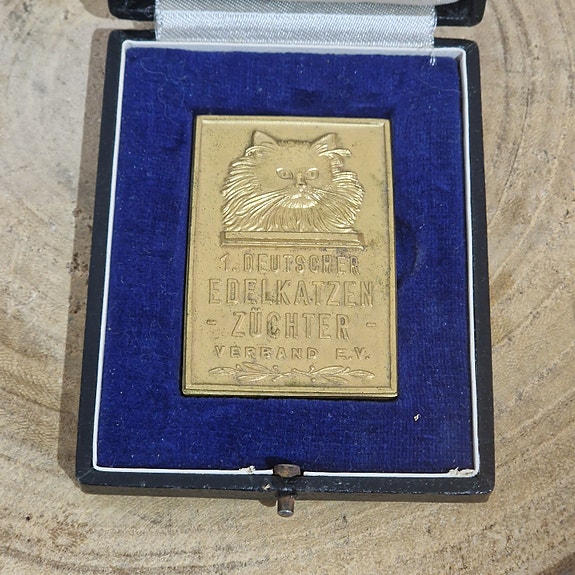 1. DEUTSCHER
EDELKATZEN
- ZÜCHTER -
VERBAND E.V.